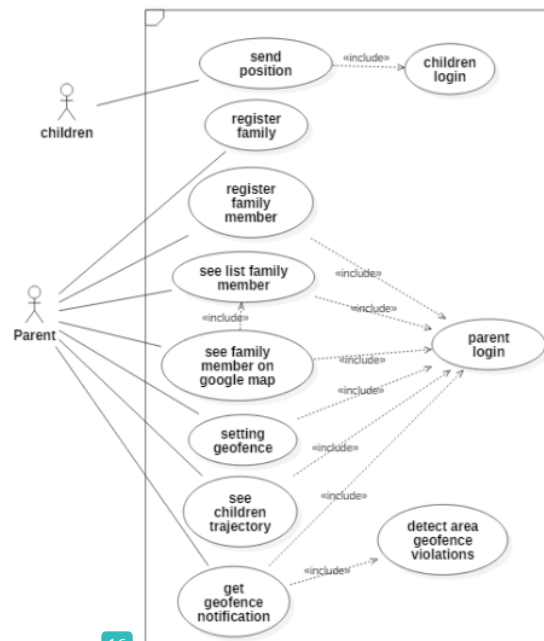 send
position
«include»
children
login
children
register
family
register
family
member
see list family
member
«include»
«include»
«include»
Parent
see family
member on
google map
«include»
parent
login
«include»
setting
geofence
«include»
see
children
trajectory
«include»
detect area
geofence
violations
get
geofence
notification
«include»